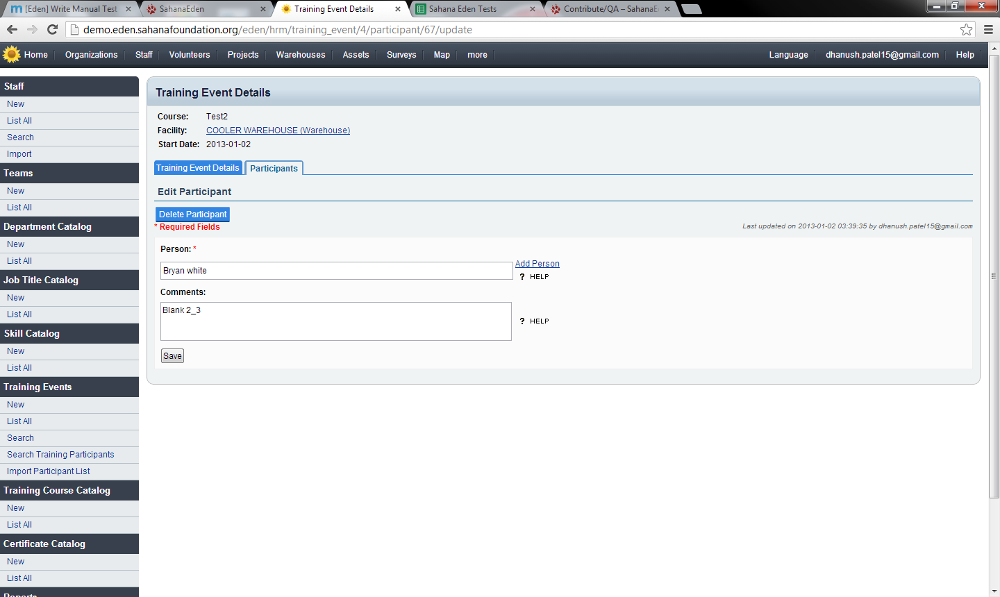 [Eden] Write Manual Test
SahanaEden
Training Event Details
Sahana Eden Tests
Contribute/QA – SahanaE
demo.eden.sahanafoundation.org/eden/hrm/training_event/4/participant/67/update
Home Organizations Staff Volunteers Projects Warehouses Assets Surveys Map more Language dhanush.patel15@gmail.com Help
Staff
New
List All
Search
Import
Teams
New
List All
Department Catalog
New
List All
Job Title Catalog
New
List All
Skill Catalog
New
List All
Training Events
New
List All
Search
Search Training Participants
Import Participant List
Training Course Catalog
New
List All
Certificate Catalog
New
List All
Reports
Training Event Details
Course: Test2
Facility: COOLER WAREHOUSE (Warehouse)
Start Date: 2013-01-02
Training Event Details Participants
Edit Participant
Delete Participant
* Required Fields
Last updated on 2013-01-02 03:39:35 by dhanush.patel15@gmail.com
Person: *
Bryan white
Add Person
? HELP
Comments:
Blank 2_3
? HELP
Save